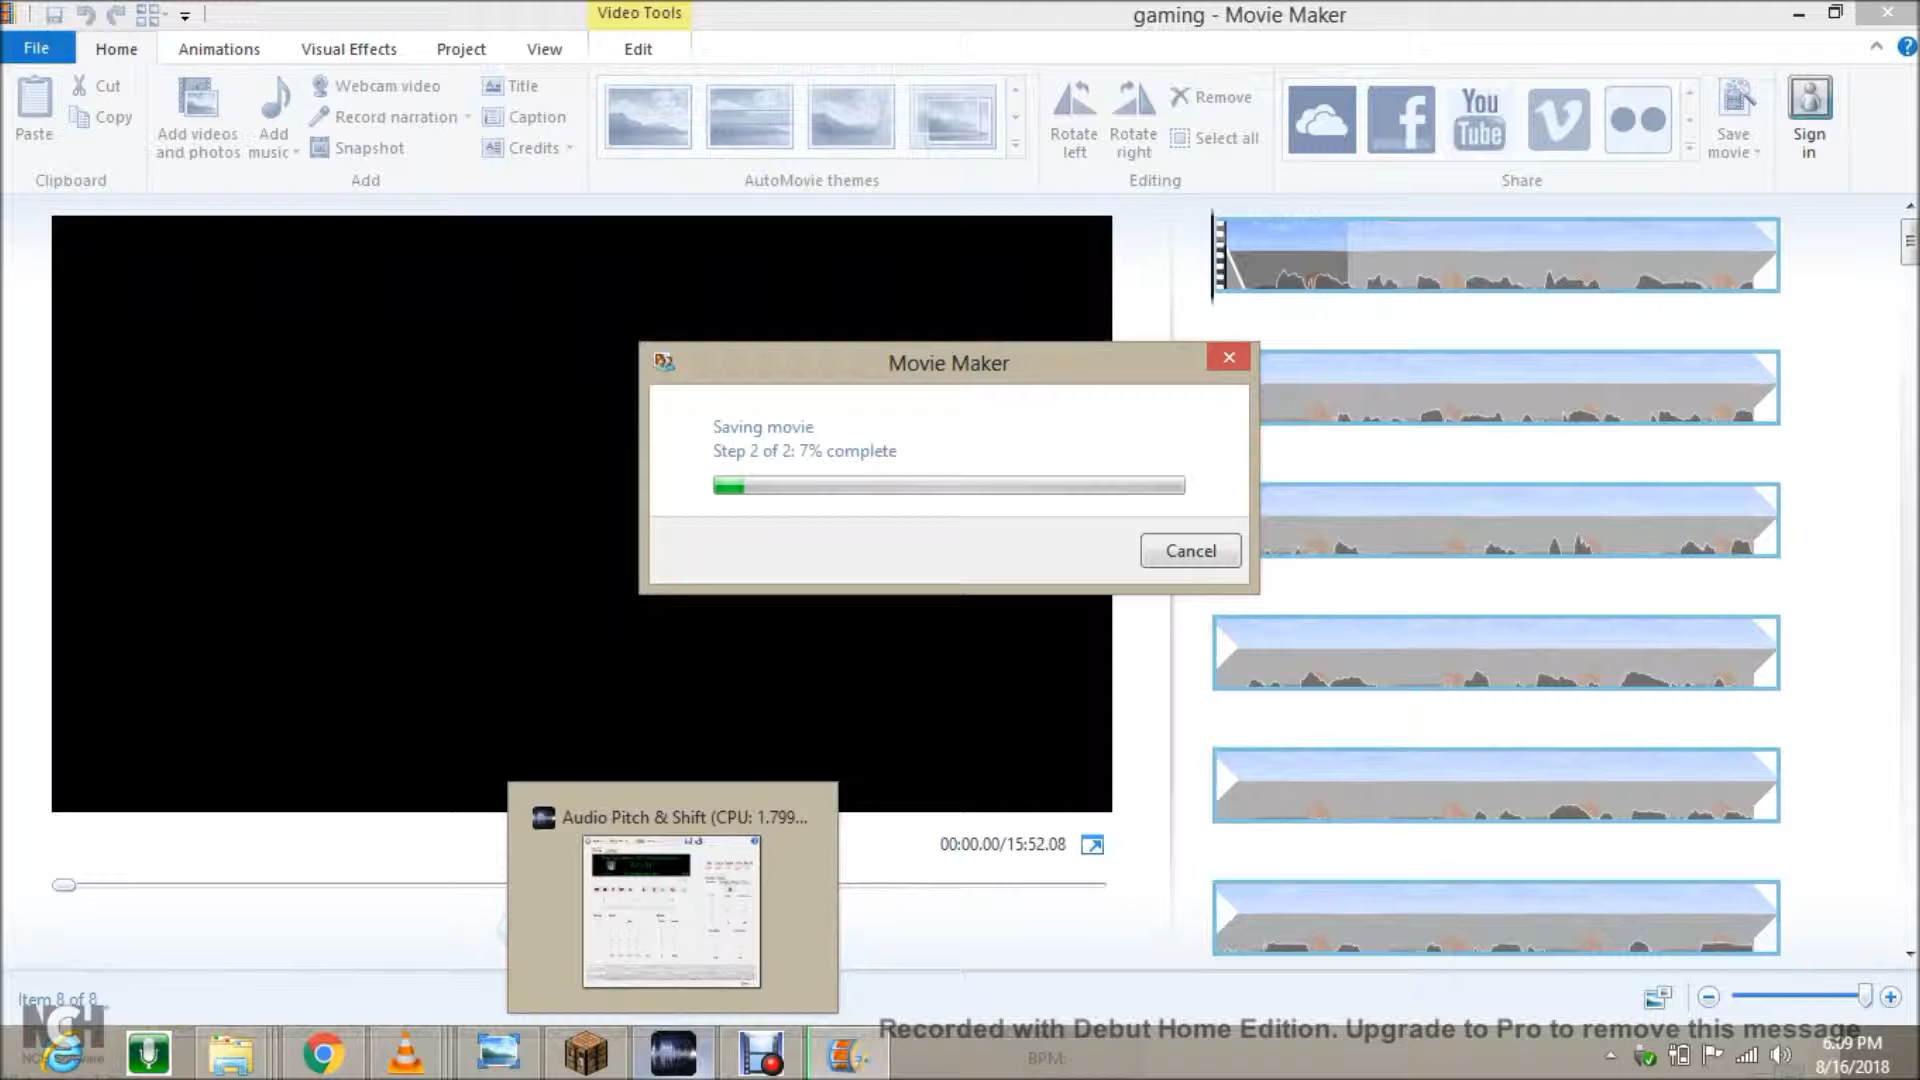 Video Tools
gaming - Movie Maker
File
Home
Animations
Visual Effects
Project
View
Edit
Paste
Cut
Copy
Clipboard
Add videos
and photos
Add
music
Webcam video
Record narration
Snapshot
Title
Caption
Credits
Add
AutoMovie themes
Rotate
left
Rotate
right
Remove
Select all
Editing
You
Tube
Share
Save
movie
Sign
in
Movie Maker
Saving movie
Step 2 of 2: 7% complete
Cancel
Audio Pitch & Shift (CPU: 1.799...
00:00.00/15:52.08
Item 8 of 8
NCH
Recorded with Debut Home Edition. Upgrade to Pro to remove this message
BPM:
6:09 PM
8/16/2018